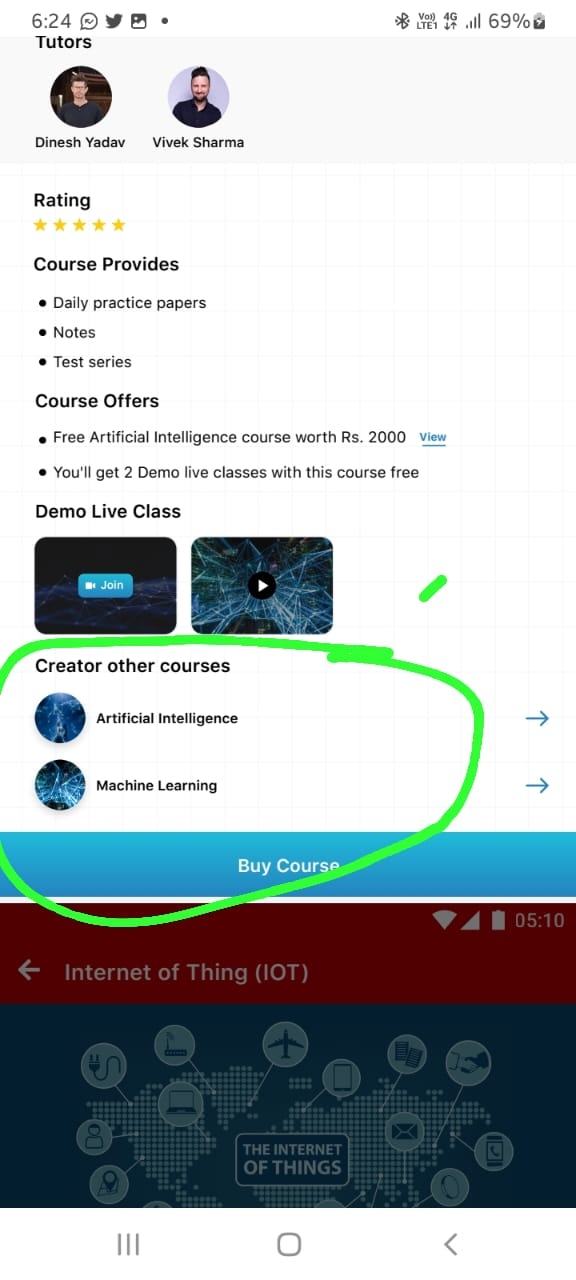 6:24
Vo)) LTE1 4G 69%
Tutors
Dinesh Yadav Vivek Sharma
Rating
Course Provides
• Daily practice papers
• Notes
• Test series
Course Offers
• Free Artificial Intelligence course worth Rs. 2000 View
• You'll get 2 Demo live classes with this course free
Demo Live Class
Join
Creator other courses
Artificial Intelligence
Machine Learning
Buy Course
05:10
Internet of Thing (IOT)
THE INTERNET
OF THINGS